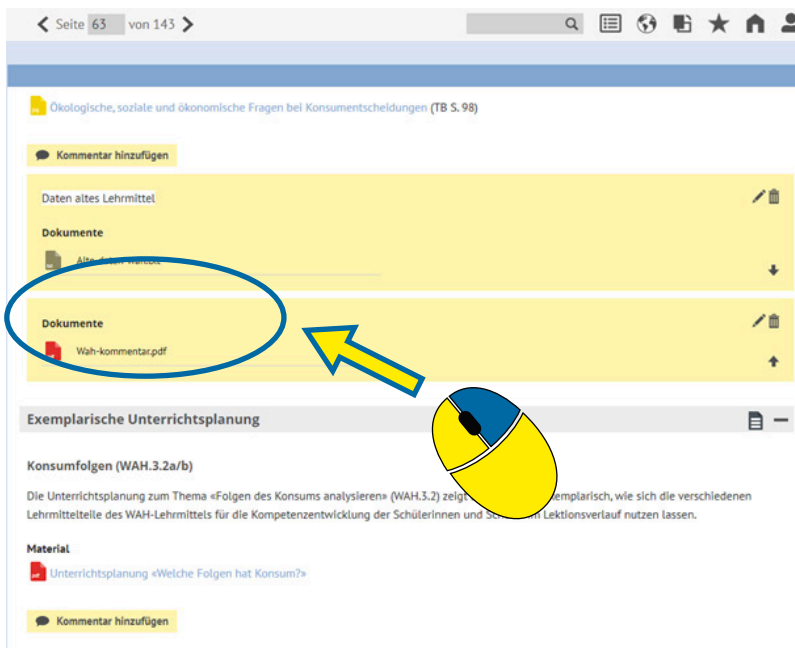 Seite 63 von 143
Ökologische, soziale und ökonomische Fragen bei Konsumentscheidungen (TB S. 98)
Kommentar hinzufügen
Daten altes Lehrmittel
Dokumente
Dokumente
Wah-kommentar.pdf
Exemplarische Unterrichtsplanung
Konsumfolgen (WAH.3.2a/b)
Die Unterrichtsplanung zum Thema «Folgen des Konsums analysieren» (WAH.3.2) zeigt emplarisch, wie sich die verschiedenen
Lehrmittelteile des WAH-Lehrmittels für die Kompetenzentwicklung der Schülerinnen und Lektionsverlauf nutzen lassen.
Material
pdf Unterrichtsplanung «Welche Folgen hat Konsum?»
Kommentar hinzufügen